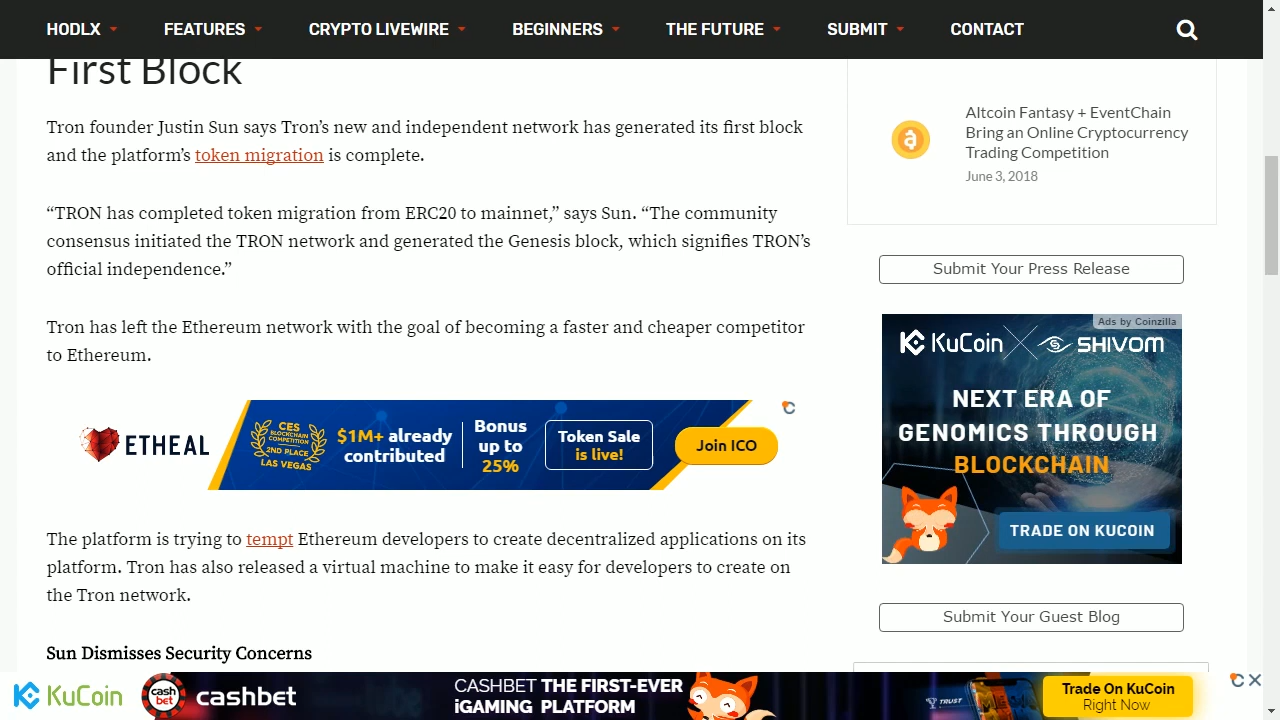 HODLX
FEATURES
CRYPTO LIVEWIRE
BEGINNERS
THE FUTURE
SUBMIT
CONTACT
First Block
Tron founder Justin Sun says Tron’s new and independent network has generated its first block
and the platform’s token migration is complete.
“TRON has completed token migration from ERC20 to mainnet,” says Sun. “The community
consensus initiated the TRON network and generated the Genesis block, which signifies TRON’s
official independence.”
Tron has left the Ethereum network with the goal of becoming a faster and cheaper competitor
to Ethereum.
ETHEAL
CES
BLOCKCHAIN
COMPETITION
2ND PLACE
LAS VEGAS
$1M+ already
contributed
Bonus
up to
25%
Token Sale
is live!
Join ICO
The platform is trying to tempt Ethereum developers to create decentralized applications on its
platform. Tron has also released a virtual machine to make it easy for developers to create on
the Tron network.
Sun Dismisses Security Concerns
Altcoin Fantasy + EventChain
Bring an Online Cryptocurrency
Trading Competition
June 3, 2018
Submit Your Press Release
Ads by Coinzilla
KuCoin
SHIVOM
NEXT ERA OF
GENOMICS THROUGH
BLOCKCHAIN
TRADE ON KUCOIN
Submit Your Guest Blog
KuCoin
cash
bet
cashbet
CASHBET THE FIRST-EVER
iGAMING PLATFORM
TRUST
Trade On KuCoin
Right Now